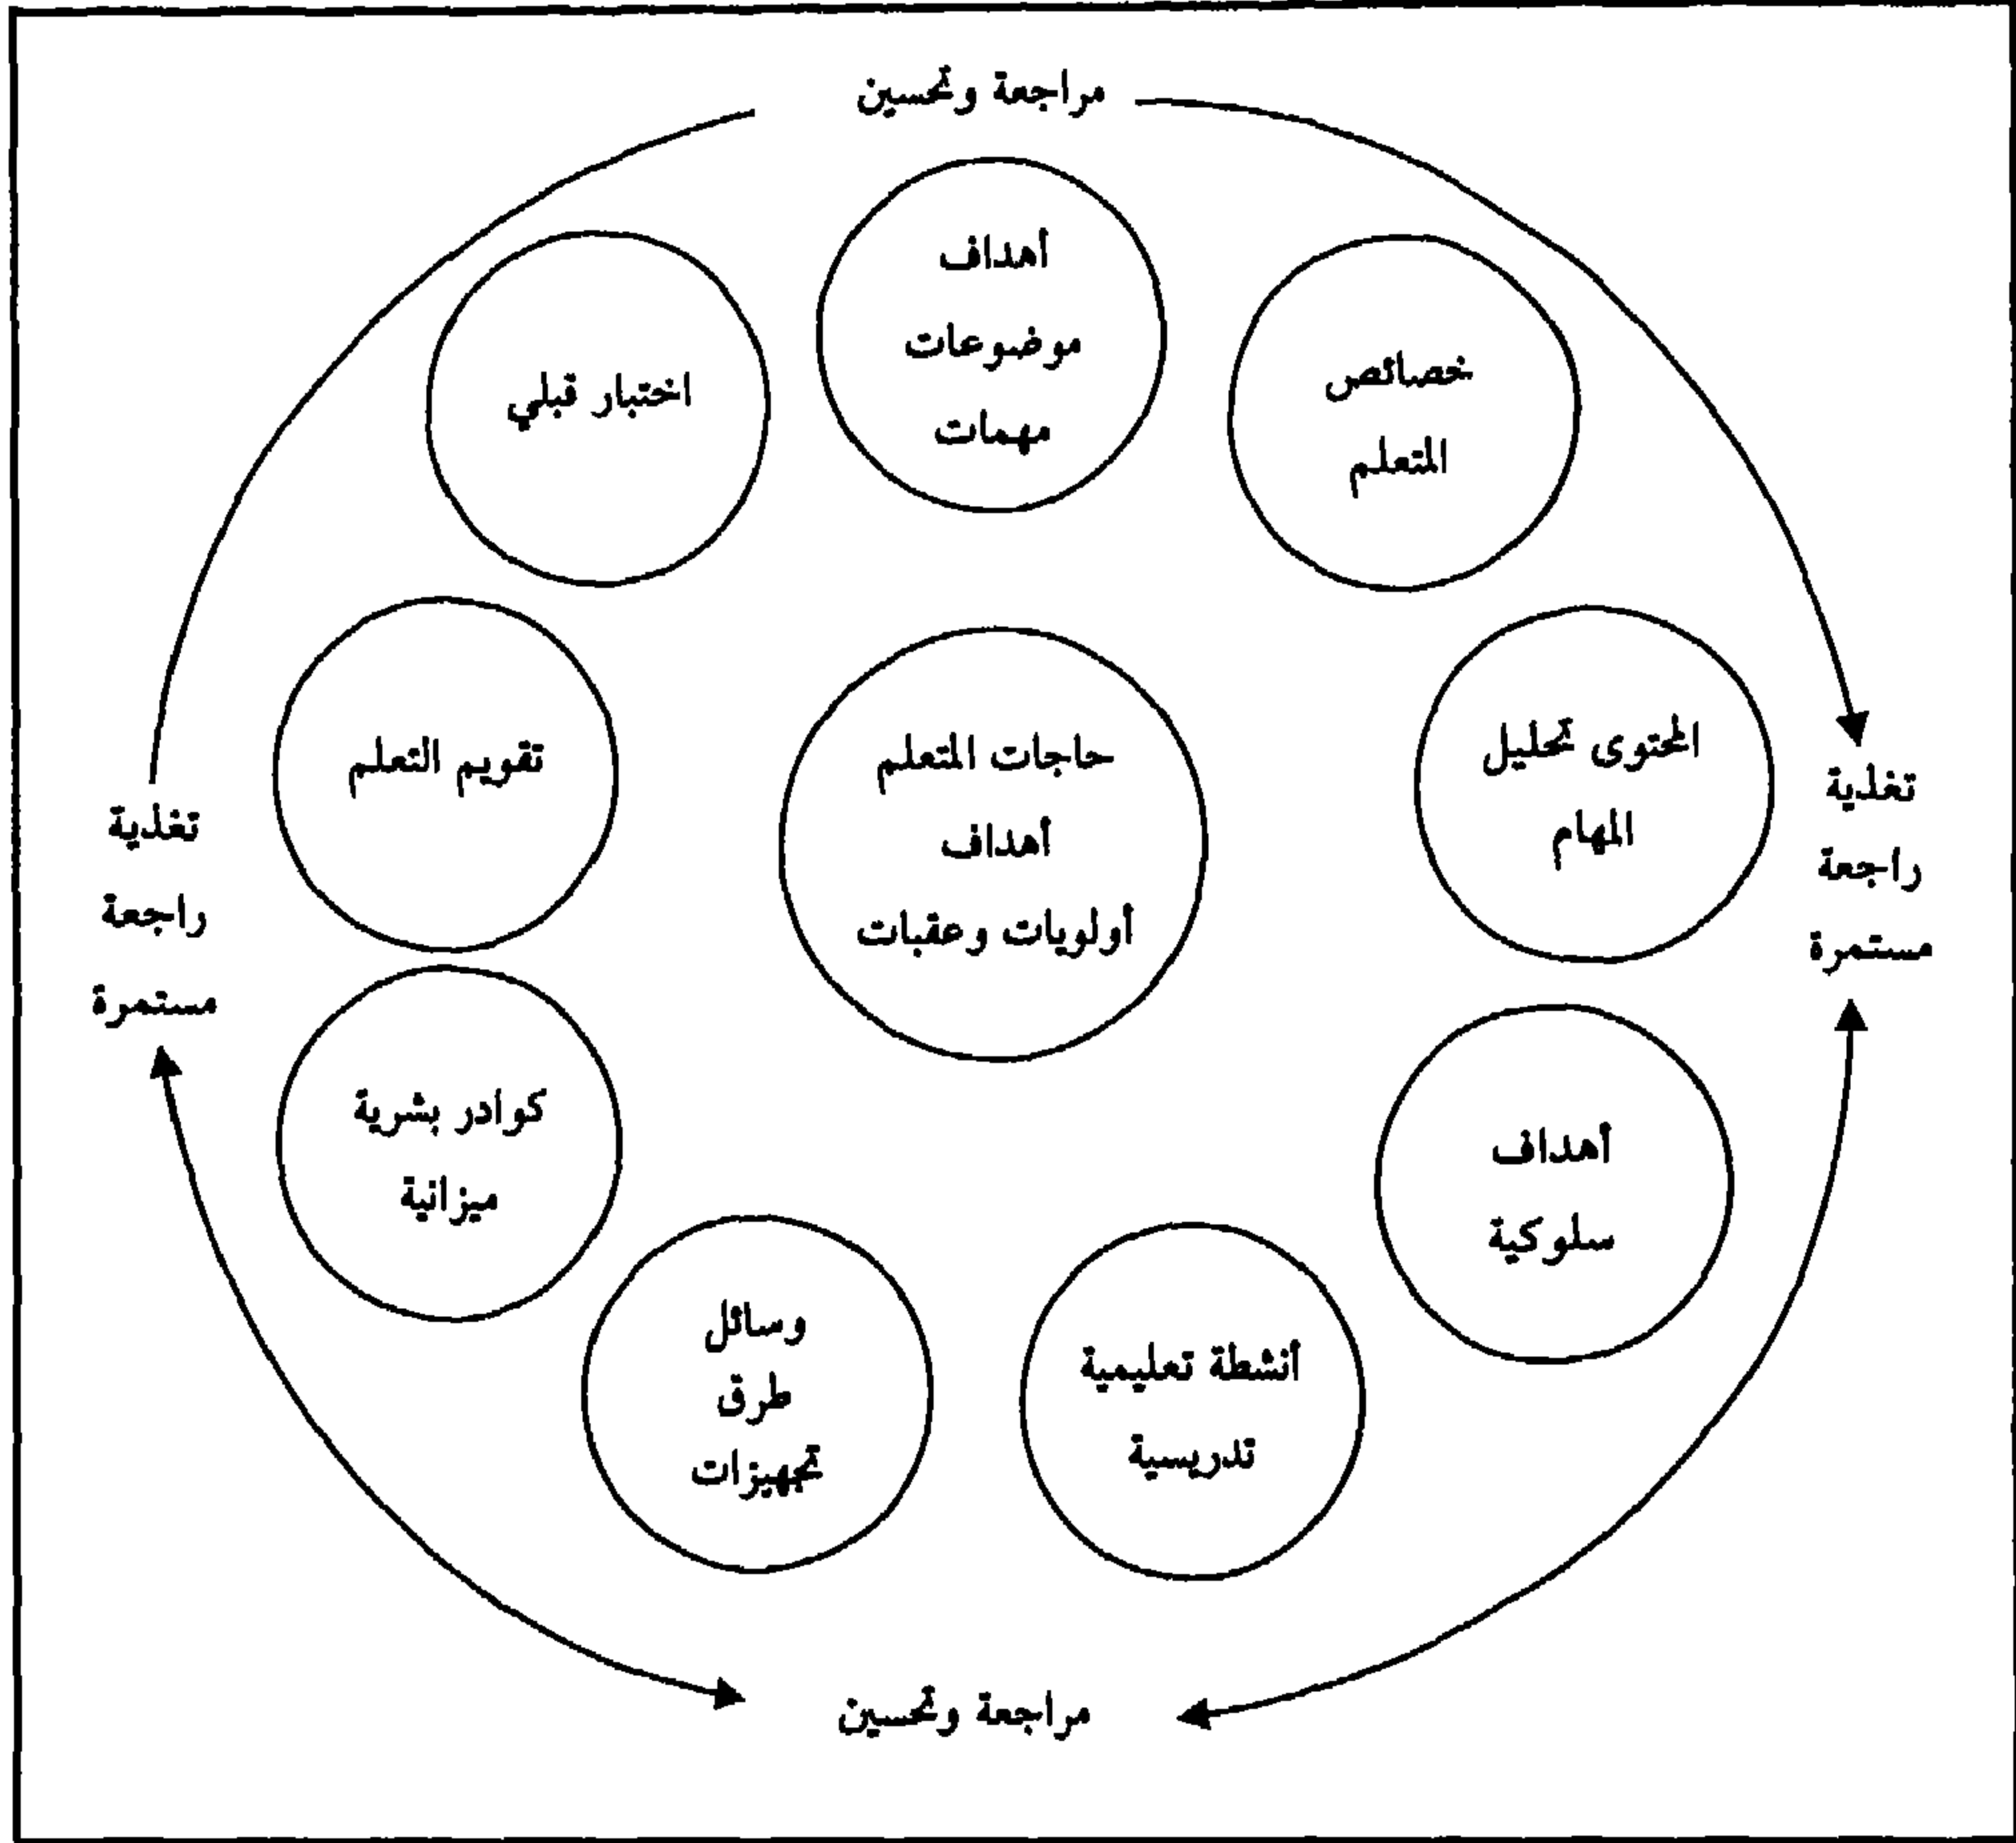 مراجعة وتحسين
أهداف
موضوعات
مهمات
خصائص
المتعلم
اختبار قبلي
المحتوى تحليل
المهام
حاجات المتعلم
أهداف
أولويات وعقبات
تقويم التعلم
تغذية
راجعة
مستمرة
تغذية
راجعة
مستمرة
أهداف
سلوكية
كوادر بشرية
ميزانية
أنشطة تعليمية
تدريسية
وسائل
طرق
تجهيزات
مراجعة وتحسين